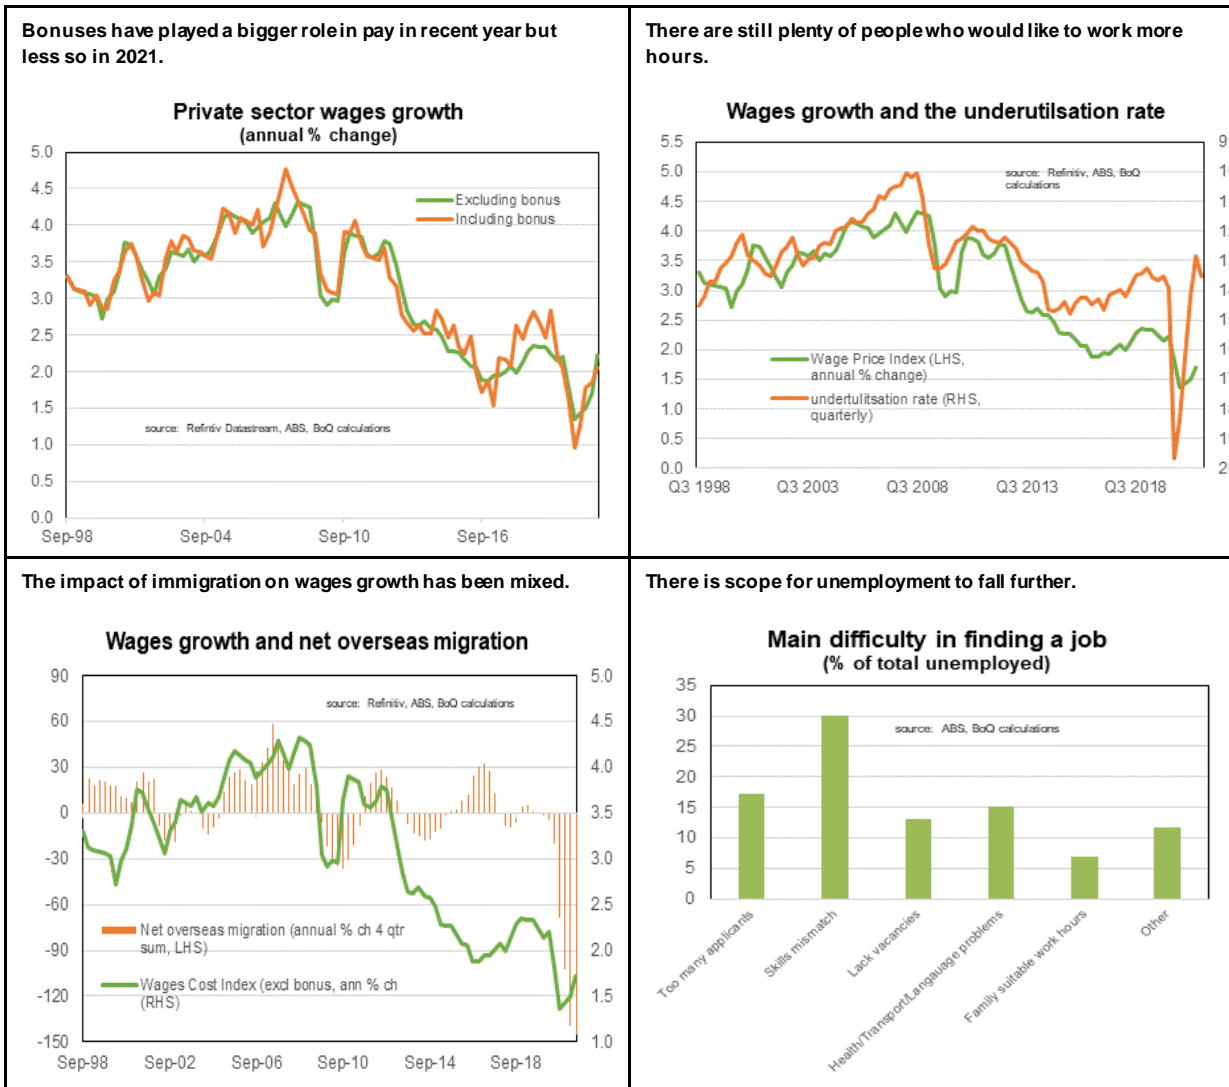 Bonuses have played a bigger role in pay in recent year but
less so in 2021.
Private sector wages growth
(annual % change)
5.0
4.5
4.0
3.5
3.0
2.5
2.0
1.5
1.0
0.5
0.0
Excluding bonus
Including bonus
source: Refintiv Datastream, ABS, BoQ calculations
Sep-98
Sep-04
Sep-10
Sep-16
There are still plenty of people who would like to work more
hours.
Wages growth and the underutilsation rate
5.5
5.0
4.5
4.0
3.5
3.0
2.5
2.0
1.5
1.0
0.5
0.0
source: Refinitiv, ABS, BoQ
calculations
Wage Price Index (LHS,
annual % change)
undertulitsation rate (RHS,
quarterly)
9
Q3 1998
Q3 2003
Q3 2008
Q3 2013
Q3 2018
The impact of immigration on wages growth has been mixed.
Wages growth and net overseas migration
90
60
30
0
-30
-60
-90
-120
-150
source: Refinitiv, ABS, BoQ calculations
Net overseas migration (annual % ch 4 qtr
sum, LHS)
Wages Cost Index (excl bonus, ann % ch
(RHS)
5.0
4.5
4.0
3.5
3.0
2.5
2.0
1.5
1.0
Sep-98
Sep-02
Sep-06
Sep-10
Sep-14
Sep-18
There is scope for unemployment to fall further.
Main difficulty in finding a job
(% of total unemployed)
35
30
25
20
15
10
5
0
source: ABS, BoQ calculations
Too many applicants
Skills mismatch
Lack vacancies
Health/Transport/Langauage problems
Family suitable work hours
Other